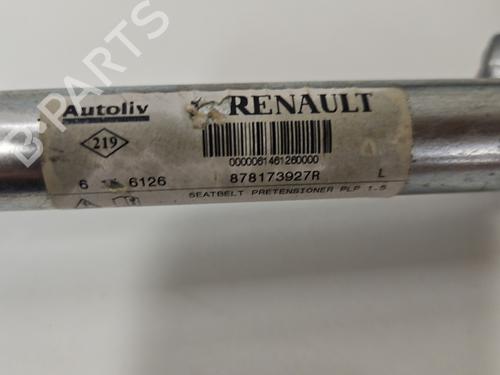 B-PARTS
Autoliv RENAULT
219
0000061461260000
6 6126 878173927R L
SEATBELT PRETENSIONER PLP 1.5